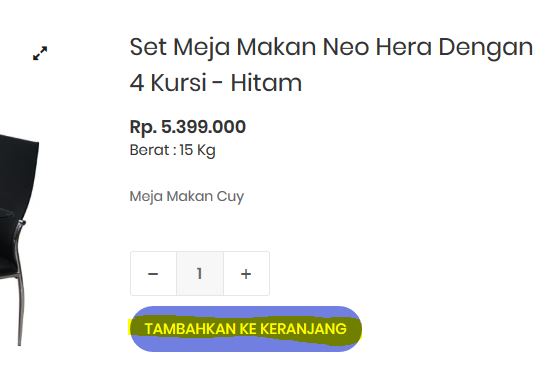 Set Meja Makan Neo Hera Dengan
4 Kursi - Hitam
Rp. 5.399.000
Berat : 15 Kg
Meja Makan Cuy
− 1 +
TAMBAHKAN KE KERANJANG